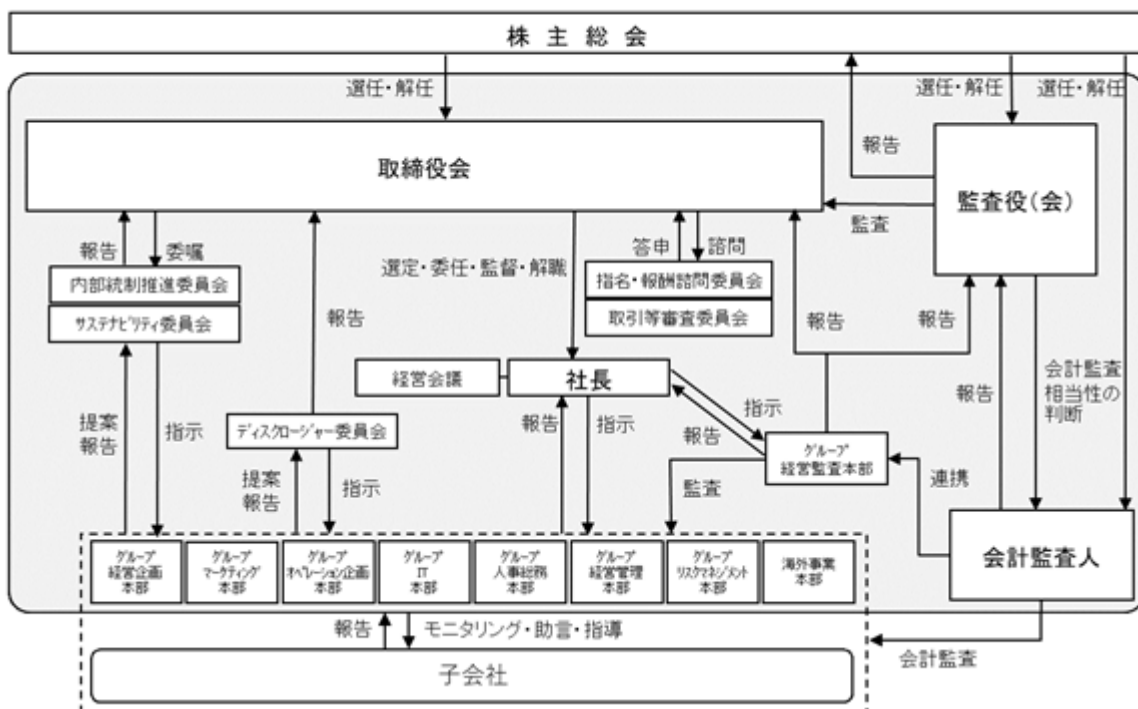 株 主 総 会
選任・解任
選任・解任
選任・解任
報告
取締役会
監査役(会)
監査
報告
委嘱
選定・委任・監督・解職
答申
諮問
内部統制推進委員会
サステナビリティ委員会
指名・報酬諮問委員会
取引等審査委員会
報告
報告
報告
経営会議
社長
会計監査
相当性の
判断
報告
提案
報告
指示
ディスクロージャー委員会
報告
指示
指示
報告
グループ
経営監査本部
提案
報告
指示
監査
連携
会計監査人
グループ
経営企画
本部
グループ
マーケティング
本部
グループ
オペレーション企画
本部
グループ
IT
本部
グループ
人事総務
本部
グループ
経営管理
本部
グループ
リスクマネジメント
本部
海外事業
本部
報告
モニタリング・助言・指導
会計監査
子会社